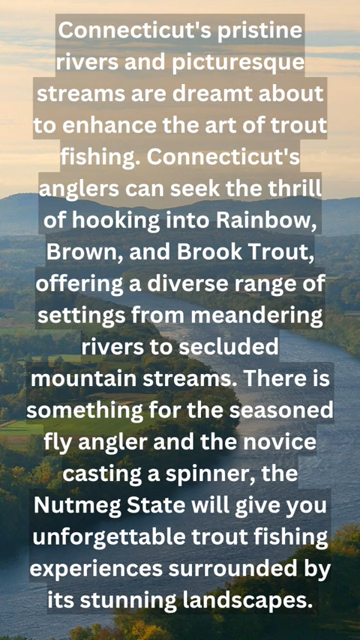 Connecticut's pristine
rivers and picturesque
streams are dreamt about
to enhance the art of trout
fishing. Connecticut's
anglers can seek the thrill
of hooking into Rainbow,
Brown, and Brook Trout,
offering a diverse range of
settings from meandering
rivers to secluded
mountain streams. There is
something for the seasoned
fly angler and the novice
casting a spinner, the
Nutmeg State will give you
unforgettable trout fishing
experiences surrounded by
its stunning landscapes.